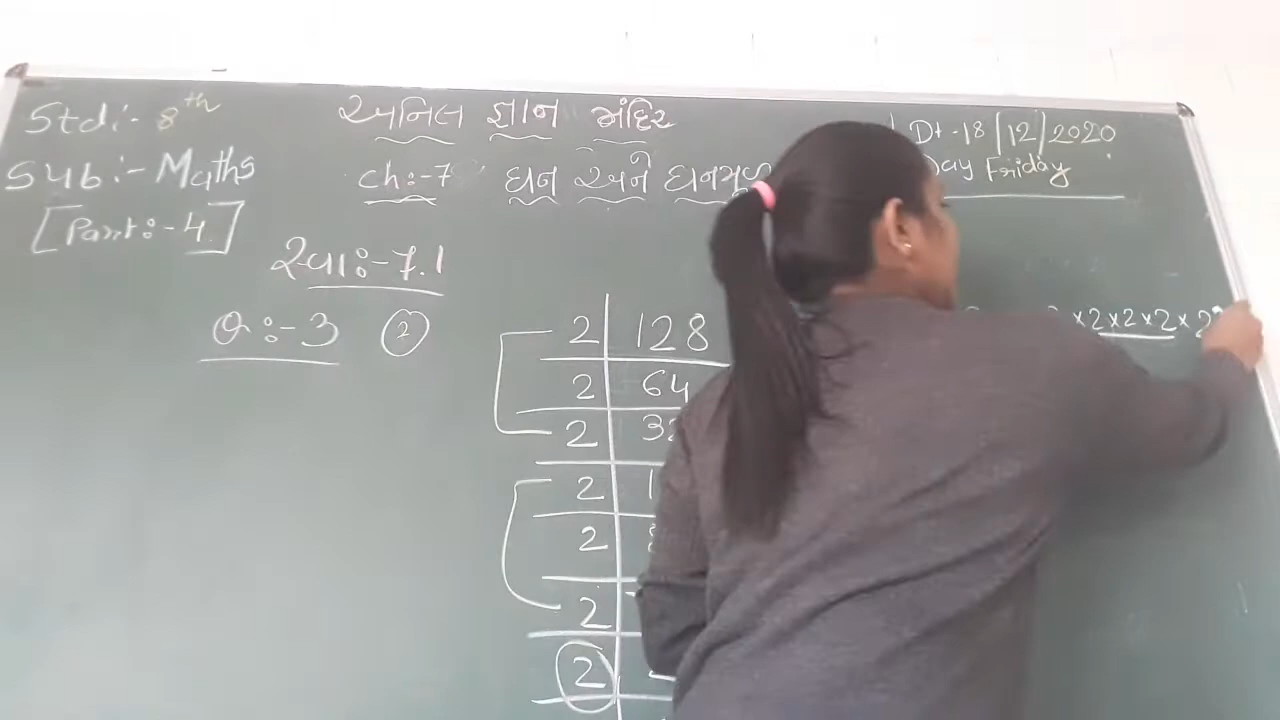 Std:- 8th
અનિલ જ્ઞાન મંદિર
Dt-18/12/2020
Sub:- Maths
ch:-7 ઘન અને ઘનમૂળ
Day Friday
[Part:-4]
સ્વા:-7.1
Q:-3 (2)
2 128
2 64
2
2
2
2
2
×2×2×2×2